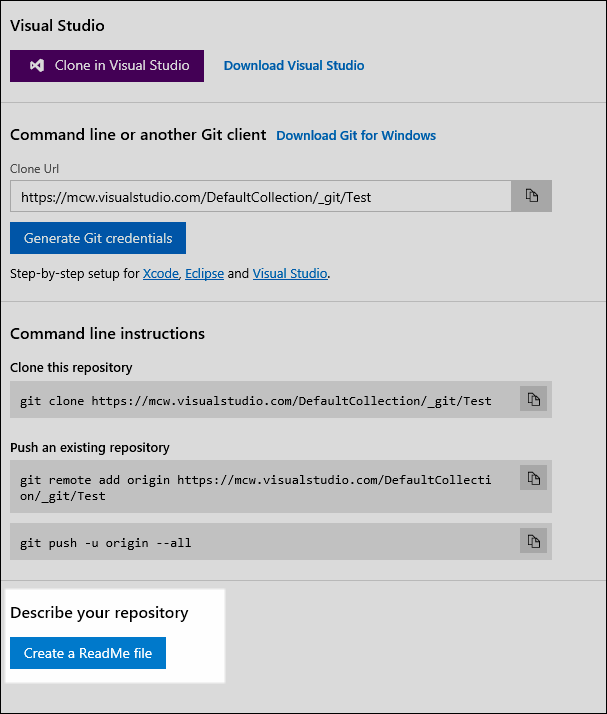 Visual Studio
Clone in Visual Studio Download Visual Studio
Command line or another Git client Download Git for Windows
Clone Url
https://mcw.visualstudio.com/DefaultCollection/_git/Test
Generate Git credentials
Step-by-step setup for Xcode, Eclipse and Visual Studio.
Command line instructions
Clone this repository
git clone https://mcw.visualstudio.com/DefaultCollection/_git/Test
Push an existing repository
git remote add origin https://mcw.visualstudio.com/DefaultCollecti
on/_git/Test
git push -u origin --all
Describe your repository
Create a ReadMe file